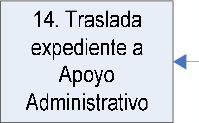 14. Traslada
expediente a
Apoyo
Administrativo